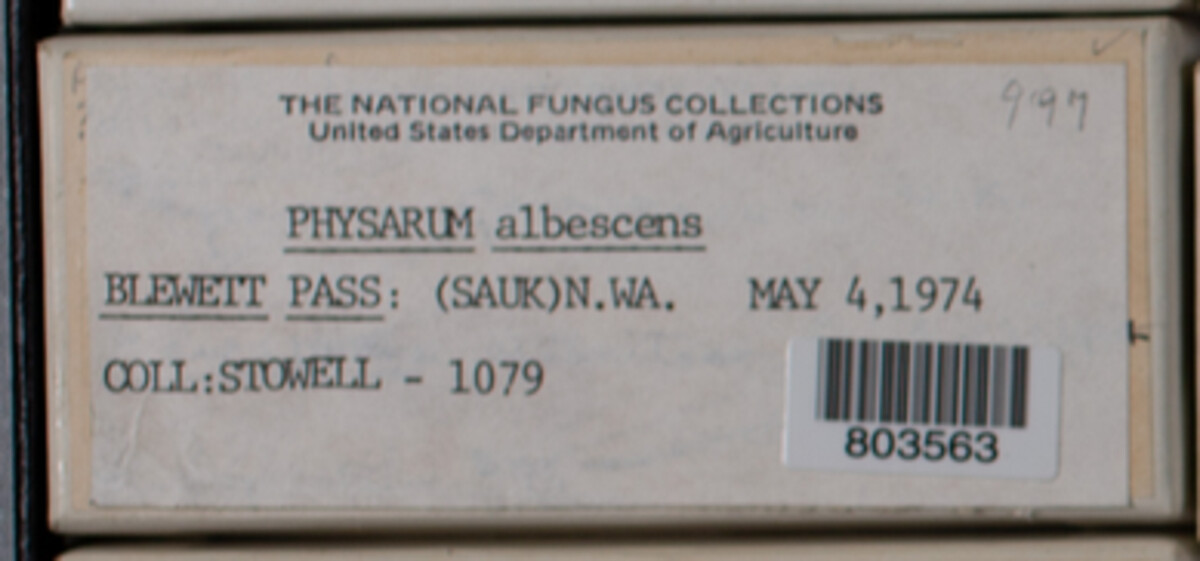 THE NATIONAL FUNGUS COLLECTIONS
United States Department of Agriculture
997
PHYSARUM albescens
BLEWETT PASS: (SAUK)N.WA. MAY 4,1974
COLL:STOWELL - 1079
803563